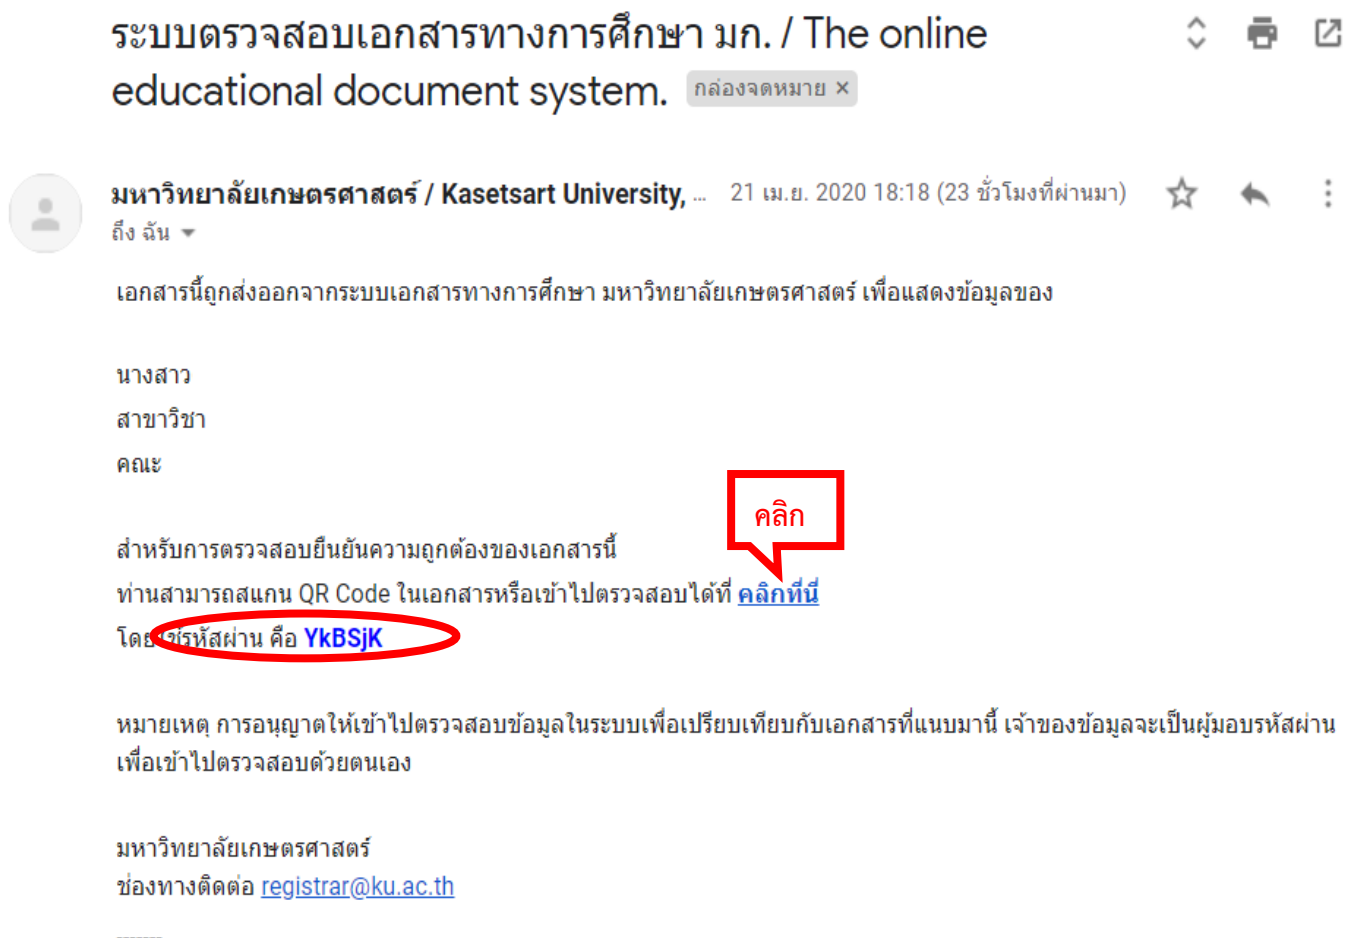 ระบบตรวจสอบเอกสารทางการศึกษา มก. / The online
educational document system. กล่องจดหมาย ×
มหาวิทยาลัยเกษตรศาสตร์ / Kasetsart University, ... 21 เม.ย. 2020 18:18 (23 ชั่วโมงที่ผ่านมา)
ถึง ฉัน
เอกสารนี้ถูกส่งออกจากระบบเอกสารทางการศึกษา มหาวิทยาลัยเกษตรศาสตร์ เพื่อแสดงข้อมูลของ
นางสาว
สาขาวิชา
คณะ
คลิก
สำหรับการตรวจสอบยืนยันความถูกต้องของเอกสารนี้
ท่านสามารถสแกน QR Code ในเอกสารหรือเข้าไปตรวจสอบได้ที่ คลิกที่นี่
โดยใช้รหัสผ่าน คือ YkBSjK
หมายเหตุ การอนุญาตให้เข้าไปตรวจสอบข้อมูลในระบบเพื่อเปรียบเทียบกับเอกสารที่แนบมานี้ เจ้าของข้อมูลจะเป็นผู้มอบรหัสผ่าน
เพื่อเข้าไปตรวจสอบด้วยตนเอง
มหาวิทยาลัยเกษตรศาสตร์
ช่องทางติดต่อ registrar@ku.ac.th